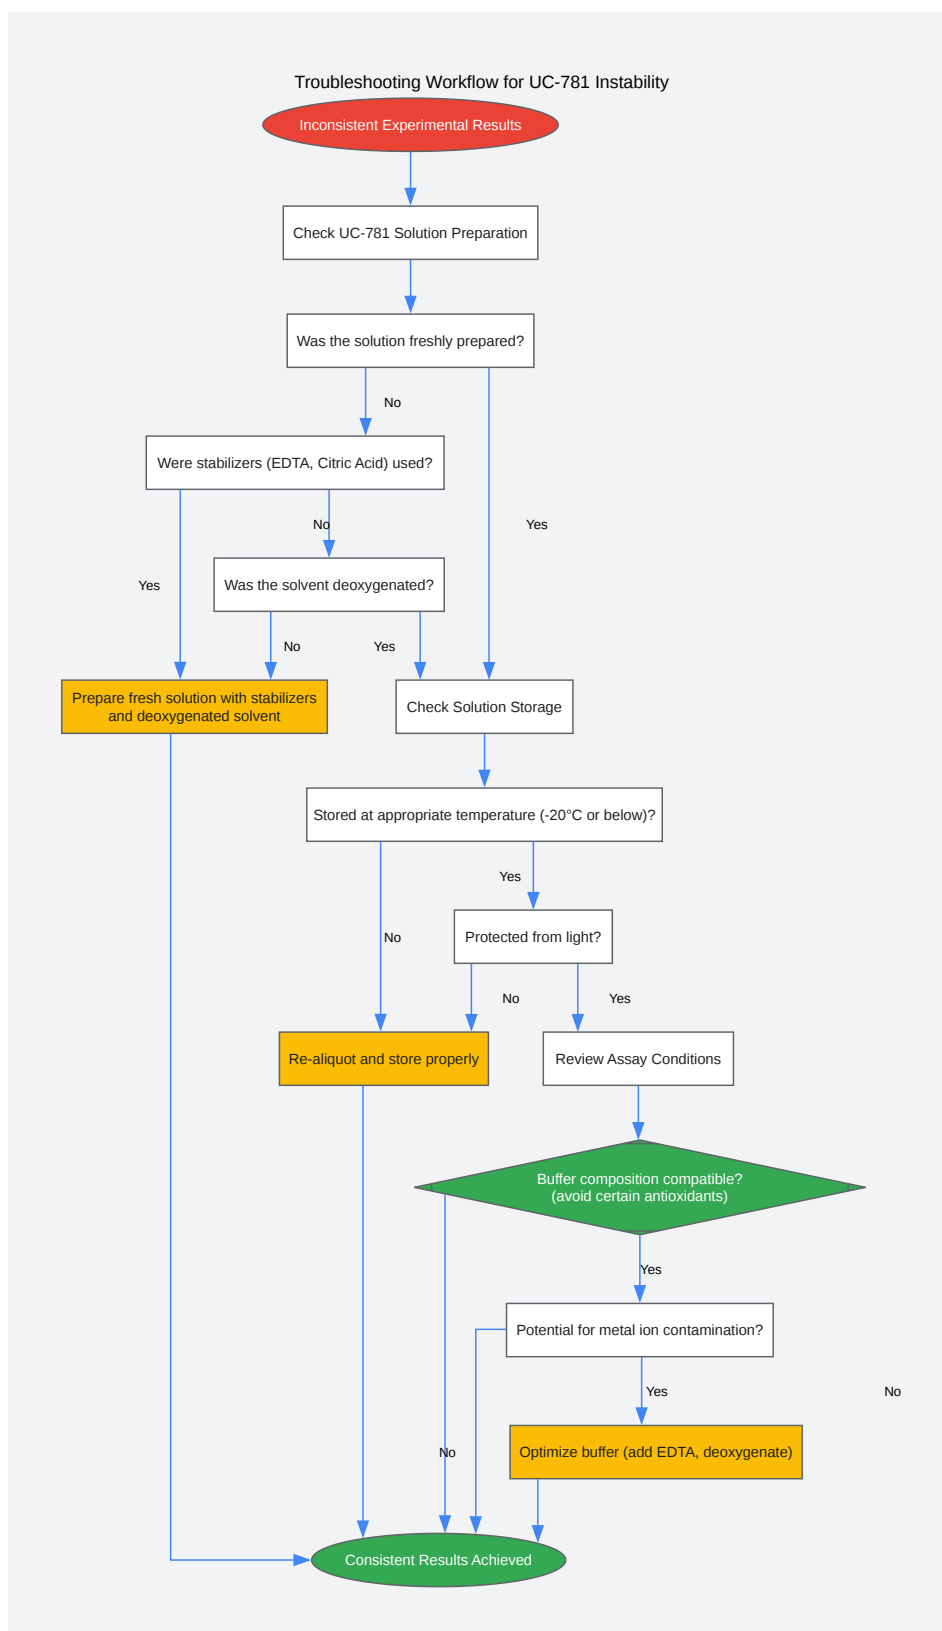 Troubleshooting Workflow for UC-781 Instability
Inconsistent Experimental Results
Check UC-781 Solution Preparation
Was the solution freshly prepared?
No
Were stabilizers (EDTA, Citric Acid) used?
No
Yes
Yes
Was the solvent deoxygenated?
No
Yes
Prepare fresh solution with stabilizers
and deoxygenated solvent
Check Solution Storage
Stored at appropriate temperature (-20°C or below)?
Yes
No
Protected from light?
No
Yes
Re-aliquot and store properly
Review Assay Conditions
Buffer composition compatible?
(avoid certain antioxidants)
Yes
Potential for metal ion contamination?
Yes
No
No
Optimize buffer (add EDTA, deoxygenate)
Consistent Results Achieved